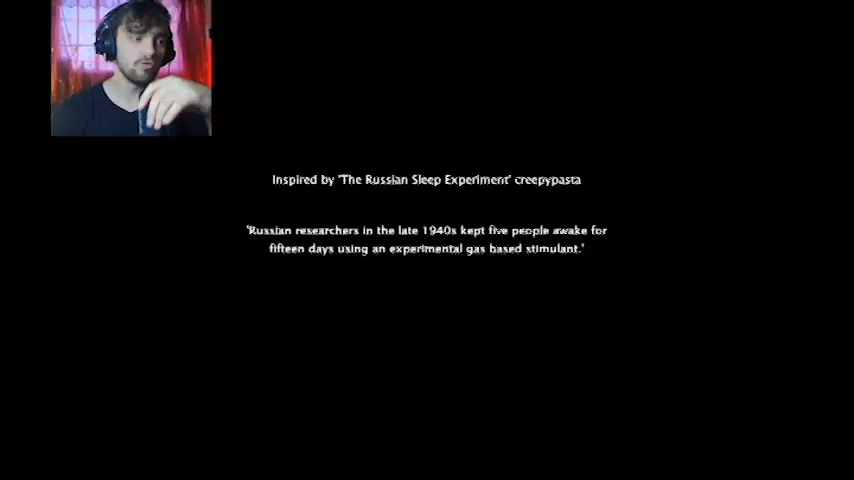 Inspired by 'The Russian Sleep Experiment' creepypasta
'Russian researchers in the late 1940s kept five people awake for
fifteen days using an experimental gas based stimulant.'